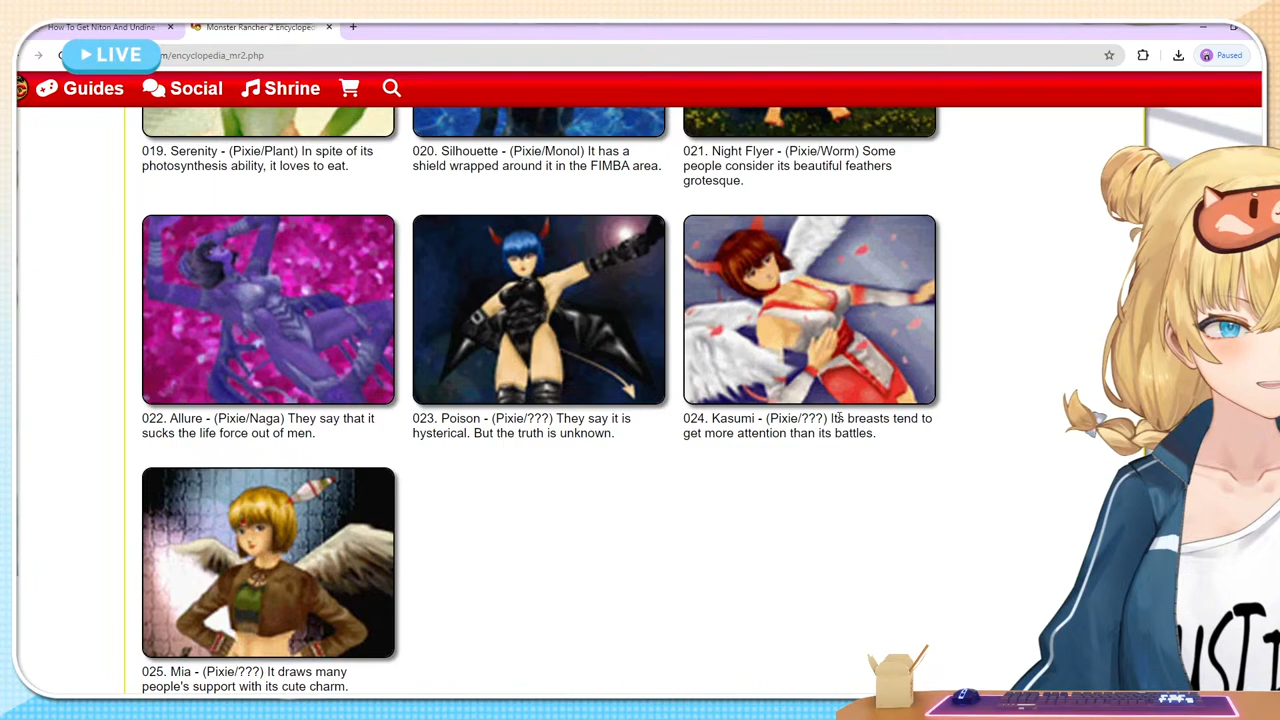 How To Get Niton And Undine
Monster Rancher 2 Encyclopedi
LIVE
m/encyclopedia_mr2.php
Paused
Guides
Social
Shrine
019. Serenity - (Pixie/Plant) In spite of its
photosynthesis ability, it loves to eat.
020. Silhouette - (Pixie/Monol) It has a
shield wrapped around it in the FIMBA area.
021. Night Flyer - (Pixie/Worm) Some
people consider its beautiful feathers
grotesque.
022. Allure - (Pixie/Naga) They say that it
sucks the life force out of men.
023. Poison - (Pixie/???) They say it is
hysterical. But the truth is unknown.
024. Kasumi - (Pixie/???) Its breasts tend to
get more attention than its battles.
025. Mia - (Pixie/???) It draws many
people's support with its cute charm.